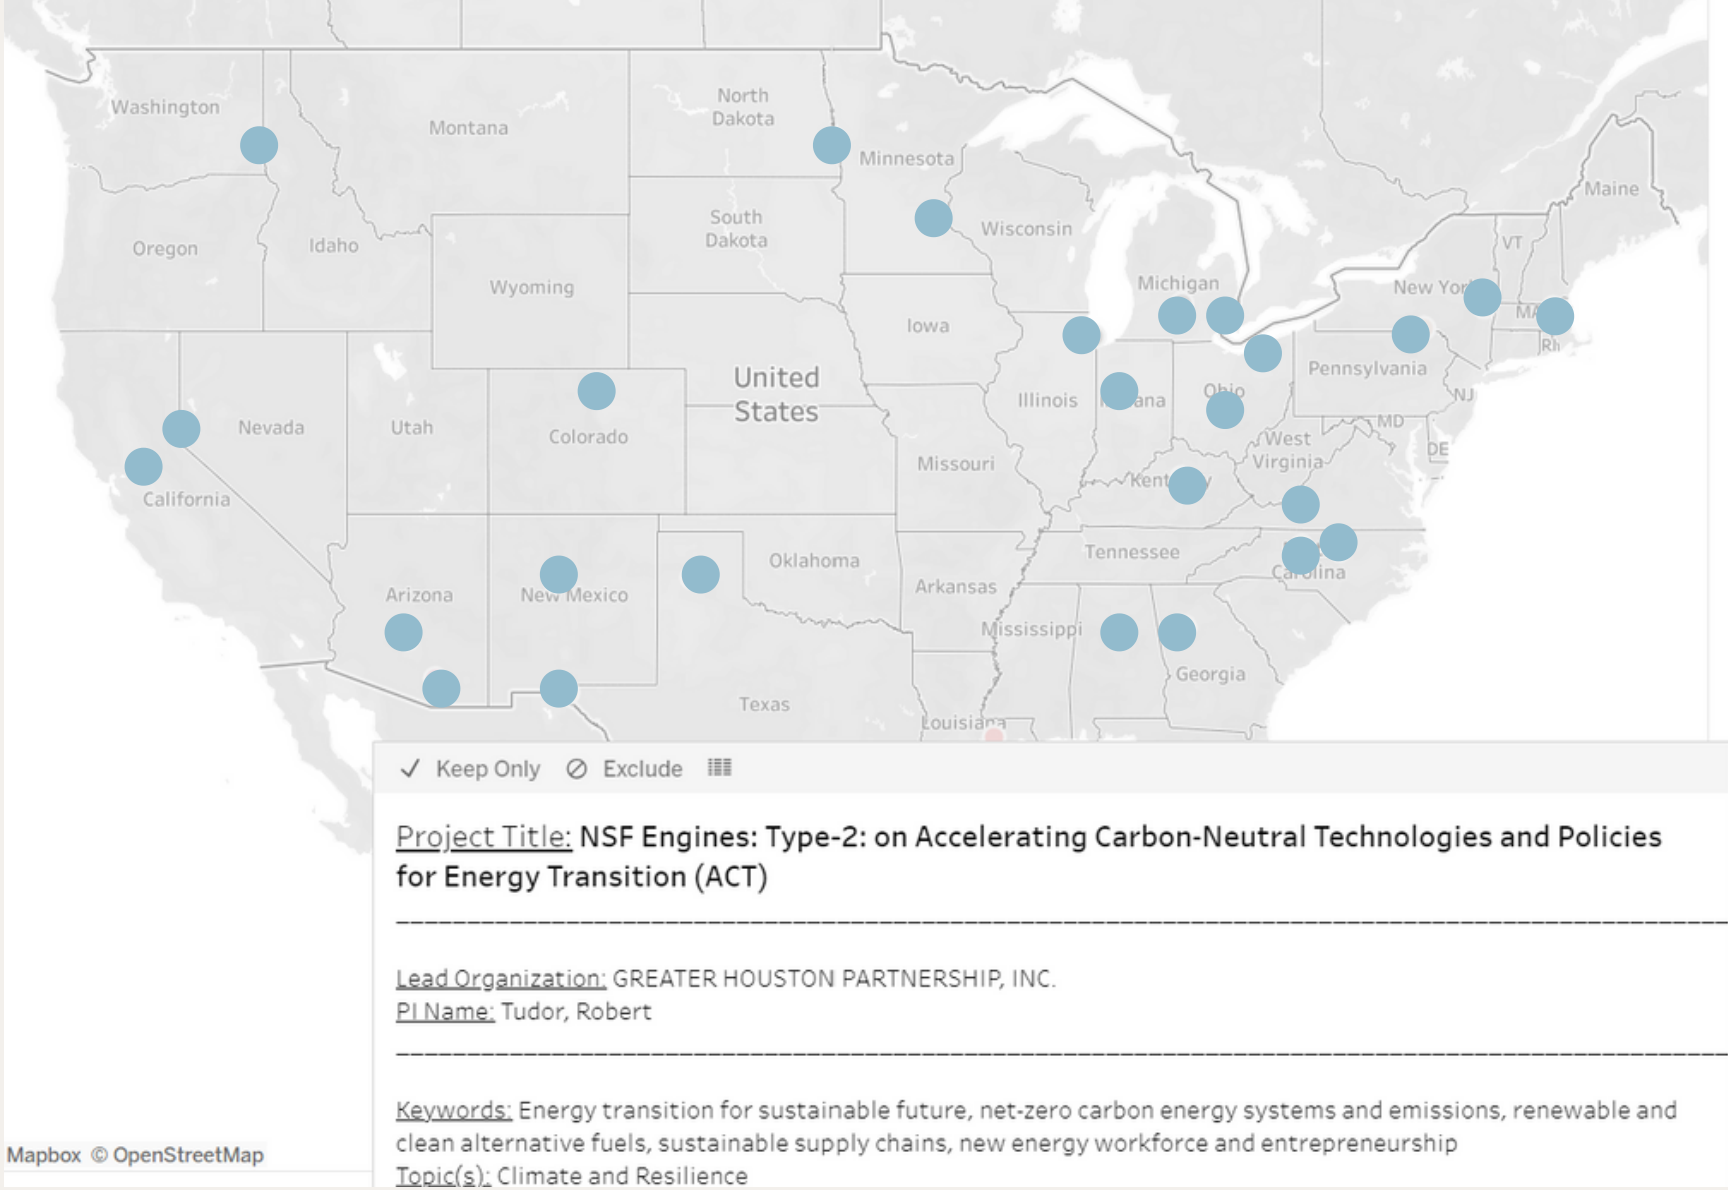 Washington
Montana
North
Dakota
Minnesota
Maine
Oregon
Idaho
South
Dakota
Wisconsin
VT
Wyoming
Michigan
New Yor
MA
Iowa
RI
Nevada
Utah
Colorado
United
States
Illinois
ana
Ohio
Pennsylvania
NJ
MD
DE
West
Virginia
Missouri
Kent y
California
Arizona
New Mexico
Oklahoma
Arkansas
Tennessee
Carolina
Mississippi
Georgia
Texas
Louisiana
Keep Only Exclude
Project Title: NSF Engines: Type-2: on Accelerating Carbon-Neutral Technologies and Policies
for Energy Transition (ACT)
Lead Organization: GREATER HOUSTON PARTNERSHIP, INC.
PI Name: Tudor, Robert
Keywords: Energy transition for sustainable future, net-zero carbon energy systems and emissions, renewable and
clean alternative fuels, sustainable supply chains, new energy workforce and entrepreneurship
Topic(s): Climate and Resilience
Mapbox © OpenStreetMap